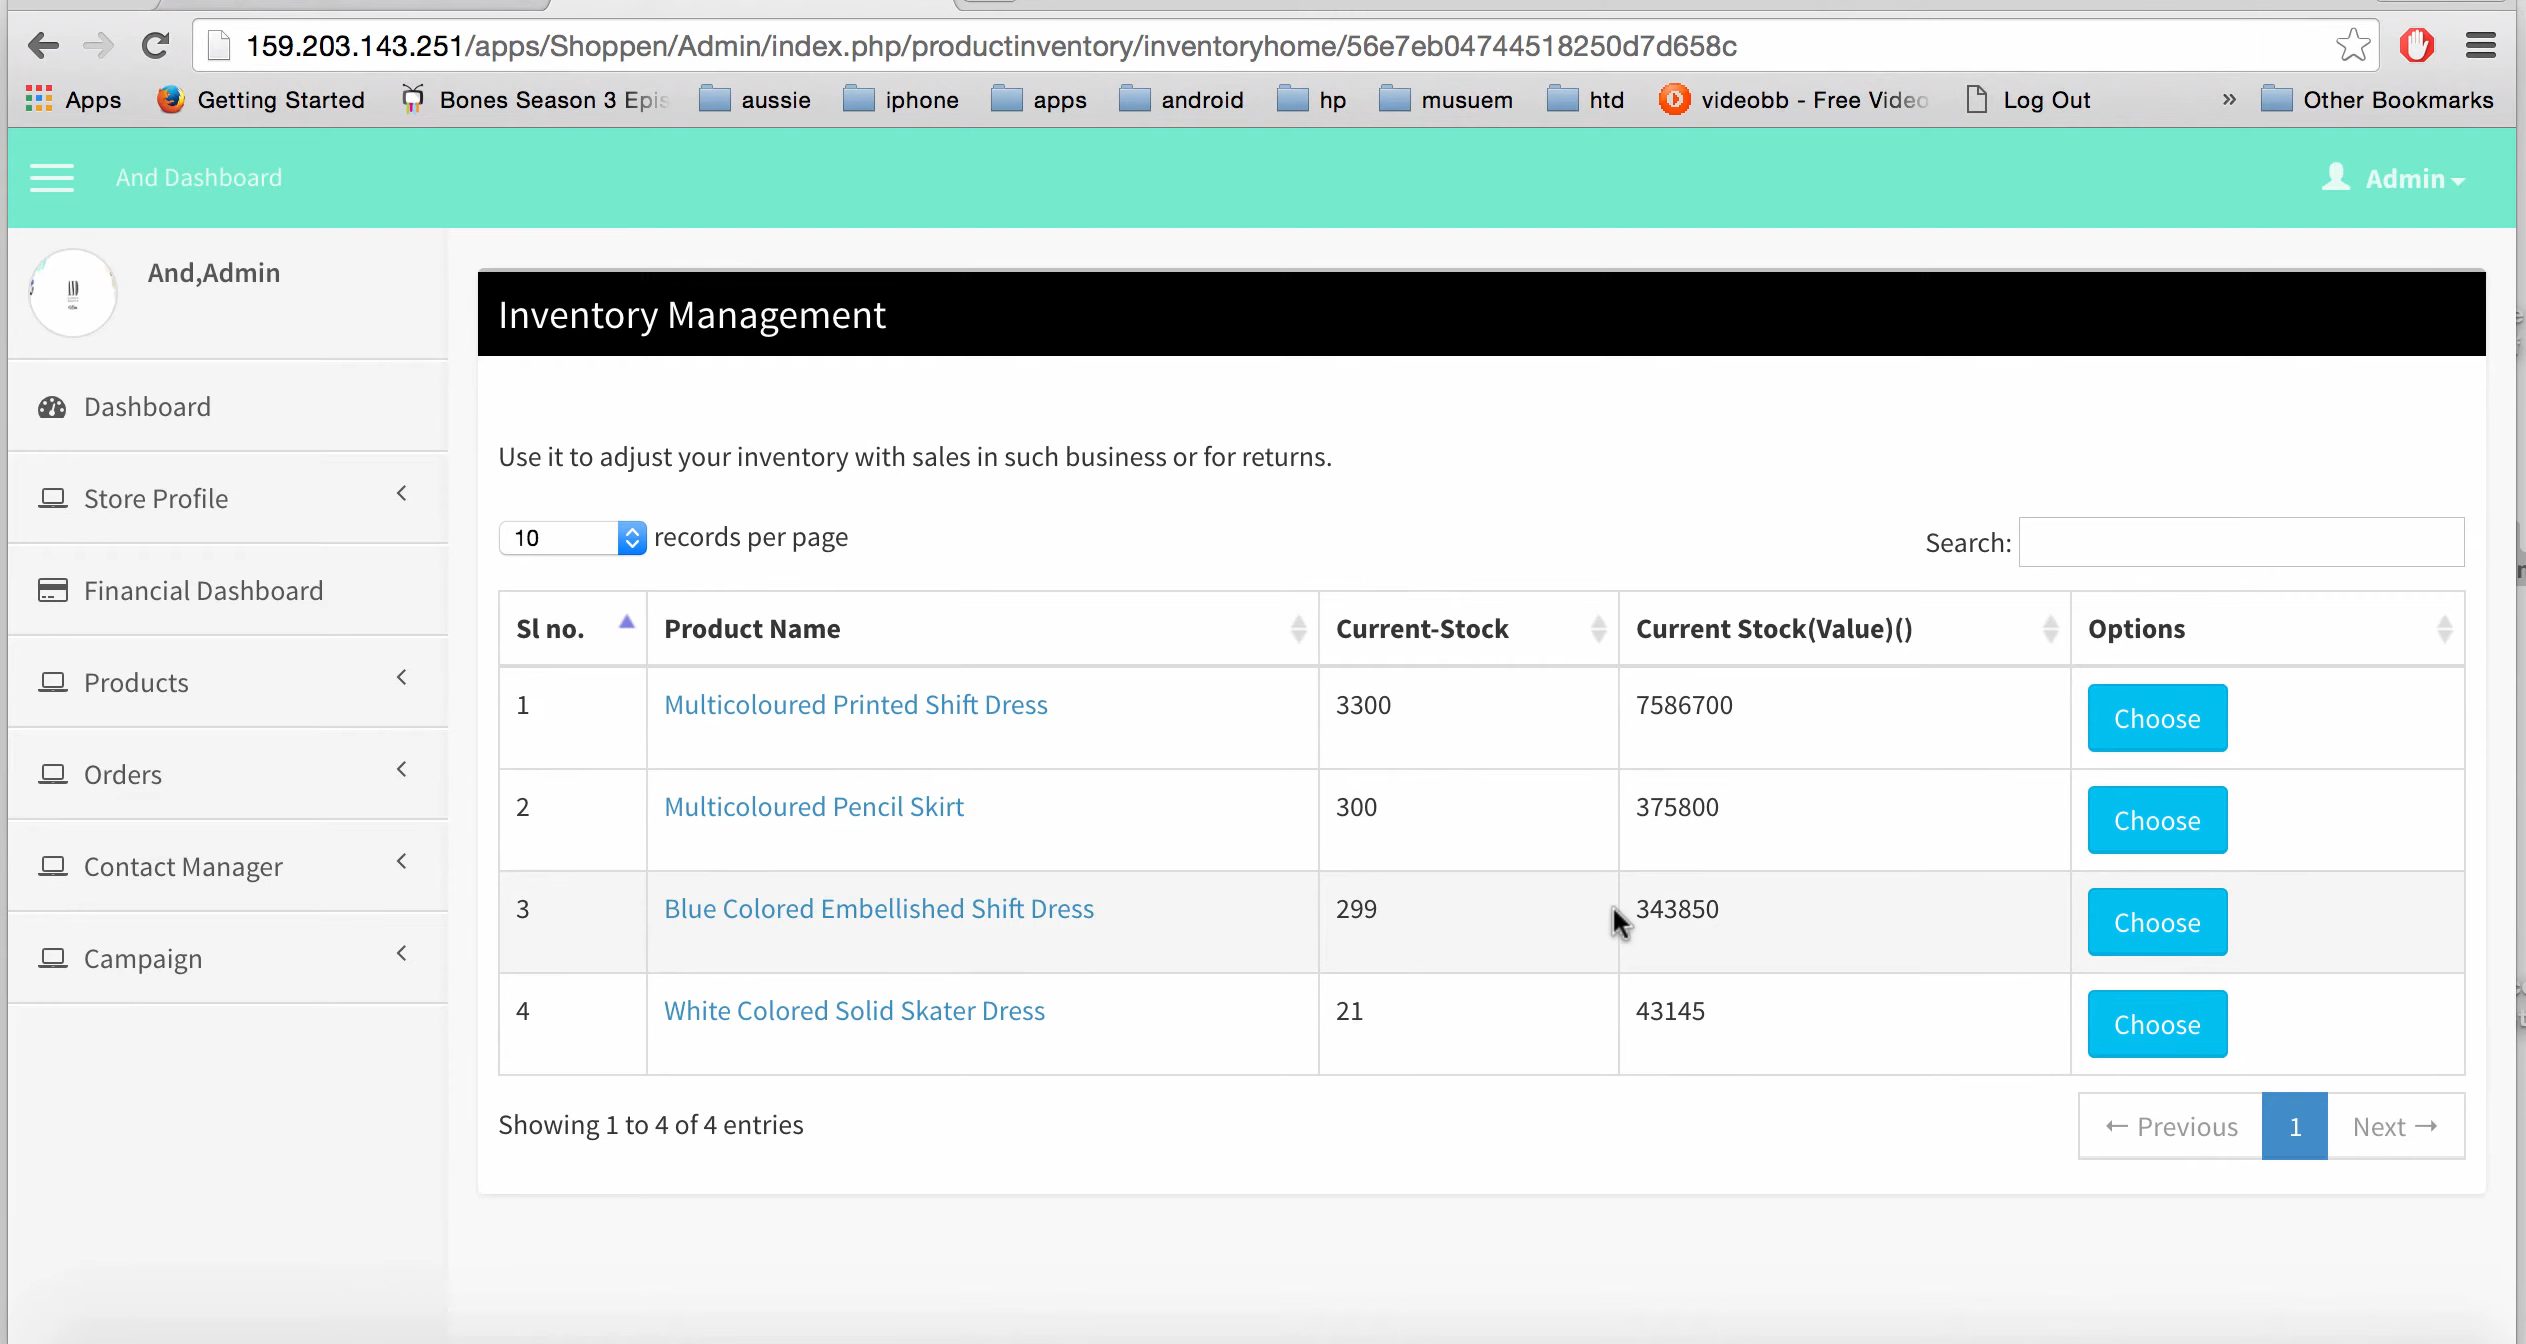 159.203.143.251/apps/Shoppen/Admin/index.php/productinventory/inventoryhome/56e7eb04744518250d7d658c
Apps Getting Started Bones Season 3 Epis aussie iphone apps android hp musuem htd videobb - Free Video Log Out » Other Bookmarks
And Dashboard Admin
And,Admin
Inventory Management
Dashboard
Use it to adjust your inventory with sales in such business or for returns.
Store Profile
10 records per page Search:
Financial Dashboard
Sl no. Product Name Current-Stock Current Stock(Value)() Options
Products
1 Multicoloured Printed Shift Dress 3300 7586700 Choose
Orders
2 Multicoloured Pencil Skirt 300 375800 Choose
Contact Manager
3 Blue Colored Embellished Shift Dress 299 343850 Choose
Campaign
4 White Colored Solid Skater Dress 21 43145 Choose
Showing 1 to 4 of 4 entries ← Previous 1 Next →